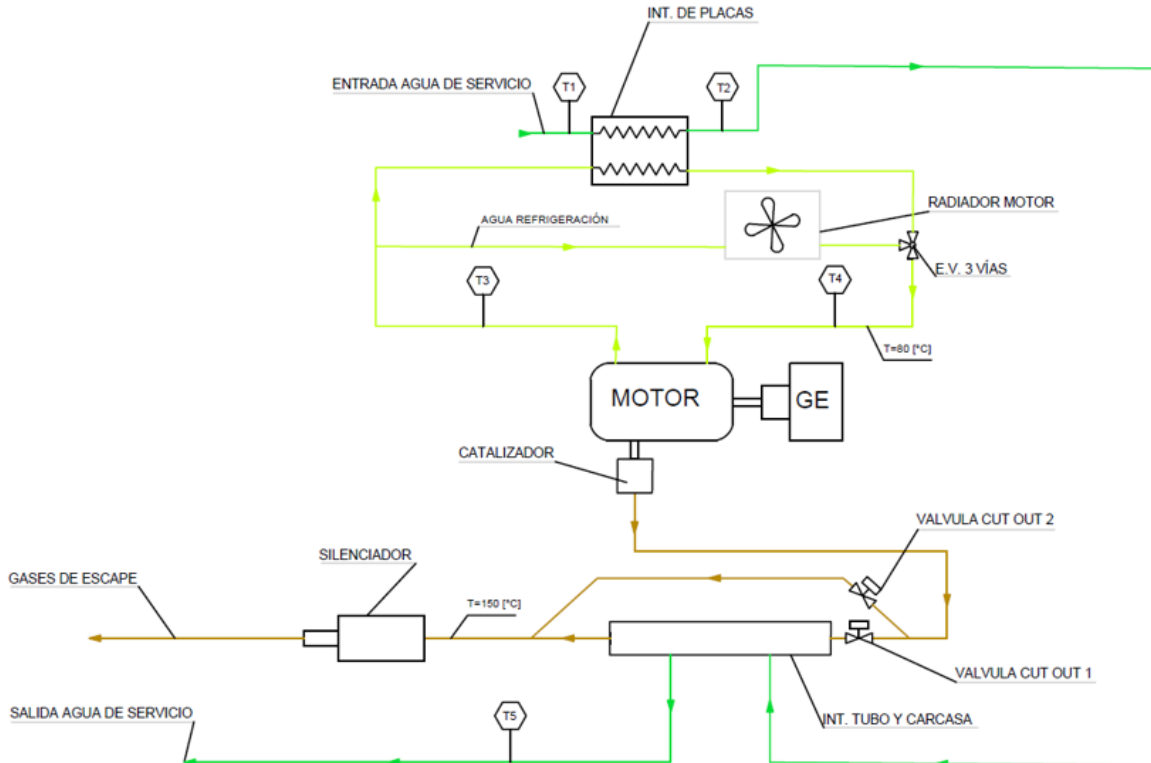 INT. DE PLACAS
ENTRADA AGUA DE SERVICIO
T1
T2
RADIADOR MOTOR
AGUA REFRIGERACIÓN
E.V. 3 VÍAS
T3
T4
T=80 [°C]
MOTOR
GE
CATALIZADOR
VALVULA CUT OUT 2
SILENCIADOR
GASES DE ESCAPE
T=150 [°C]
VALVULA CUT OUT 1
SALIDA AGUA DE SERVICIO
T5
INT. TUBO Y CARCASA